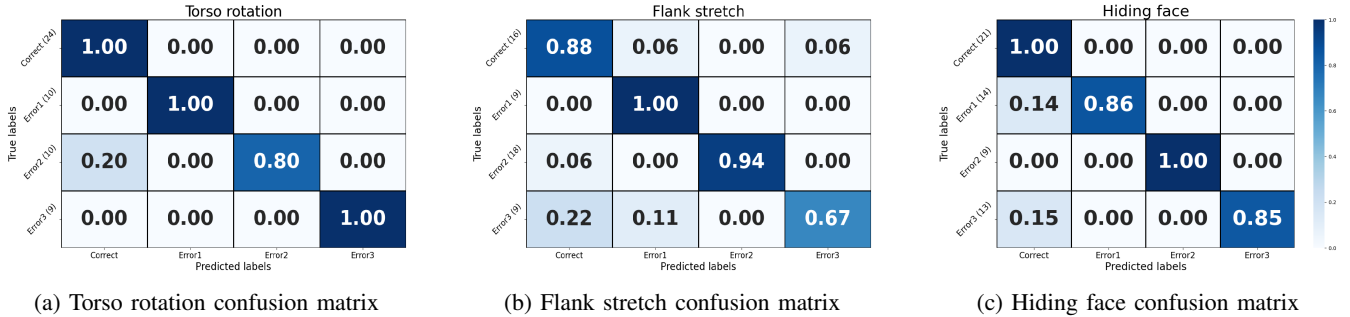 Torso rotation
True labels
Correct (24)
1.00 0.00 0.00 0.00
Error1 (10)
0.00 1.00 0.00 0.00
Error2 (10)
0.20 0.00 0.80 0.00
Error3 (9)
0.00 0.00 0.00 1.00
Correct Error1 Error2 Error3
Predicted labels
(a) Torso rotation confusion matrix
Flank stretch
True labels
Correct (16)
0.88 0.06 0.00 0.06
Error1 (9)
0.00 1.00 0.00 0.00
Error2 (18)
0.06 0.00 0.94 0.00
Error3 (9)
0.22 0.11 0.00 0.67
Correct Error1 Error2 Error3
Predicted labels
(b) Flank stretch confusion matrix
Hiding face
True labels
Correct (21)
1.00 0.00 0.00 0.00
Error1 (14)
0.14 0.86 0.00 0.00
Error2 (9)
0.00 0.00 1.00 0.00
Error3 (13)
0.15 0.00 0.00 0.85
Correct Error1 Error2 Error3
Predicted labels
1.0
0.8
0.6
0.4
0.2
0.0
(c) Hiding face confusion matrix